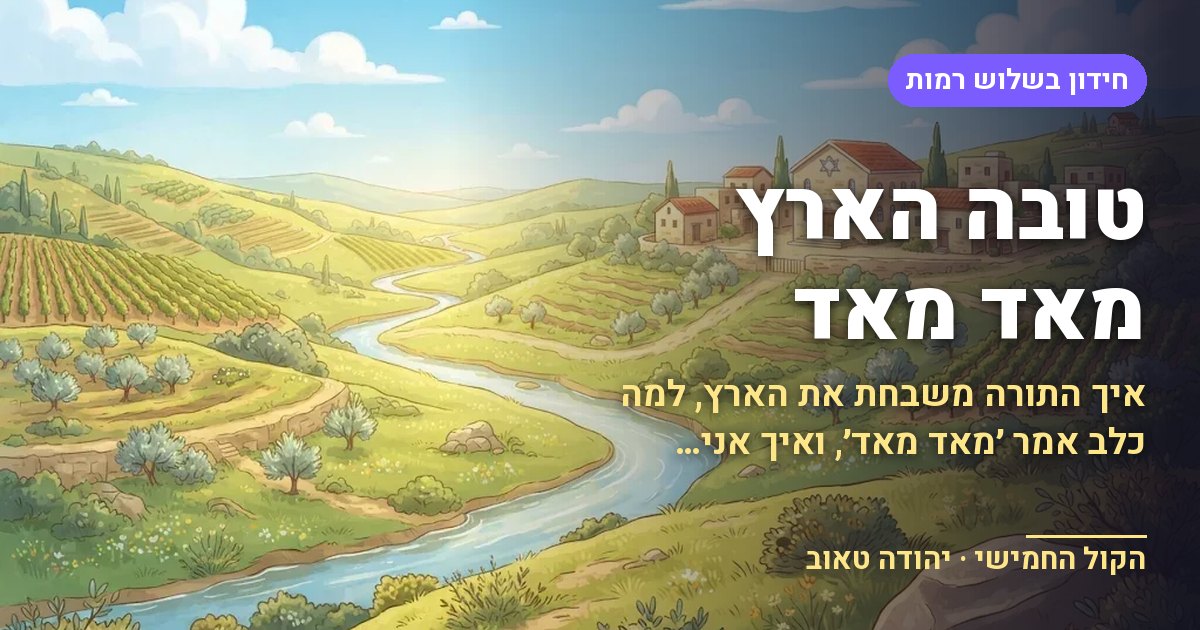 חידון בשלוש רמות
טובה הארץ
מאד מאד
איך התורה משבחת את הארץ, למה
כלב אמר ׳מאד מאד׳, ואיך אני...
הקול החמישי · יהודה טאוב